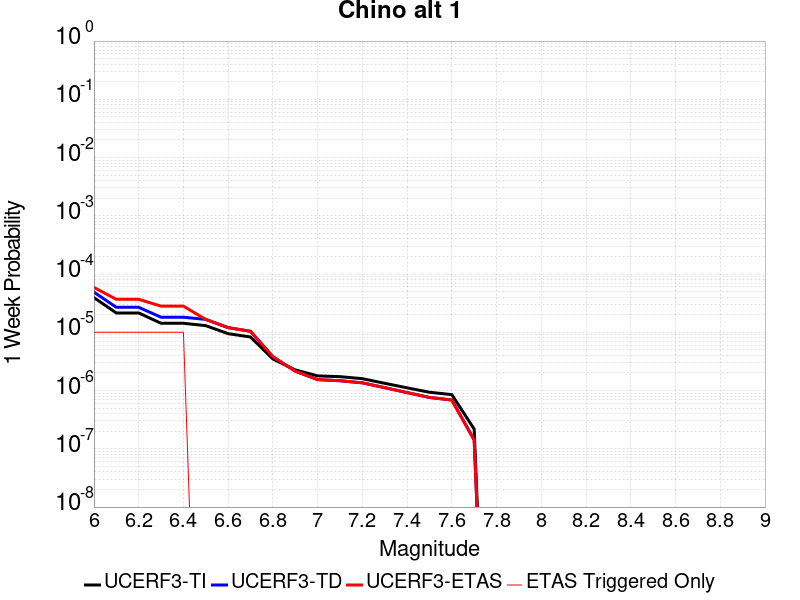 Chino alt 1
10^0
10^-1
10^-2
10^-3
10^-4
10^-5
10^-6
10^-7
10^-8
1 Week Probability
6 6.2 6.4 6.6 6.8 7 7.2 7.4 7.6 7.8 8 8.2 8.4 8.6 8.8 9
Magnitude
UCERF3-TI UCERF3-TD UCERF3-ETAS ETAS Triggered Only